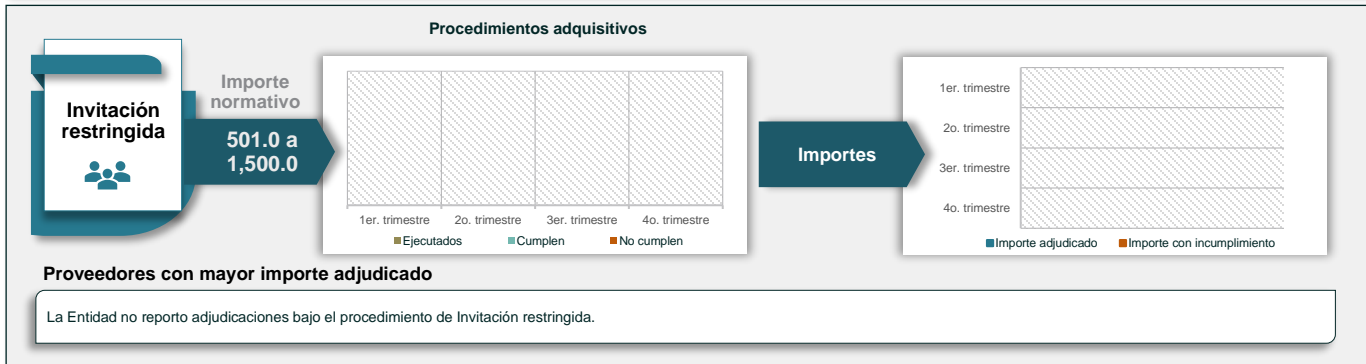 Procedimientos adquisitivos
Invitación
restringida
Importe
normativo
501.0 a
1,500.0
1er. trimestre 2o. trimestre 3er. trimestre 4o. trimestre
Ejecutados Cumplen No cumplen
Importes
1er. trimestre
2o. trimestre
3er. trimestre
4o. trimestre
Importe adjudicado Importe con incumplimiento
Proveedores con mayor importe adjudicado
La Entidad no reporto adjudicaciones bajo el procedimiento de Invitación restringida.